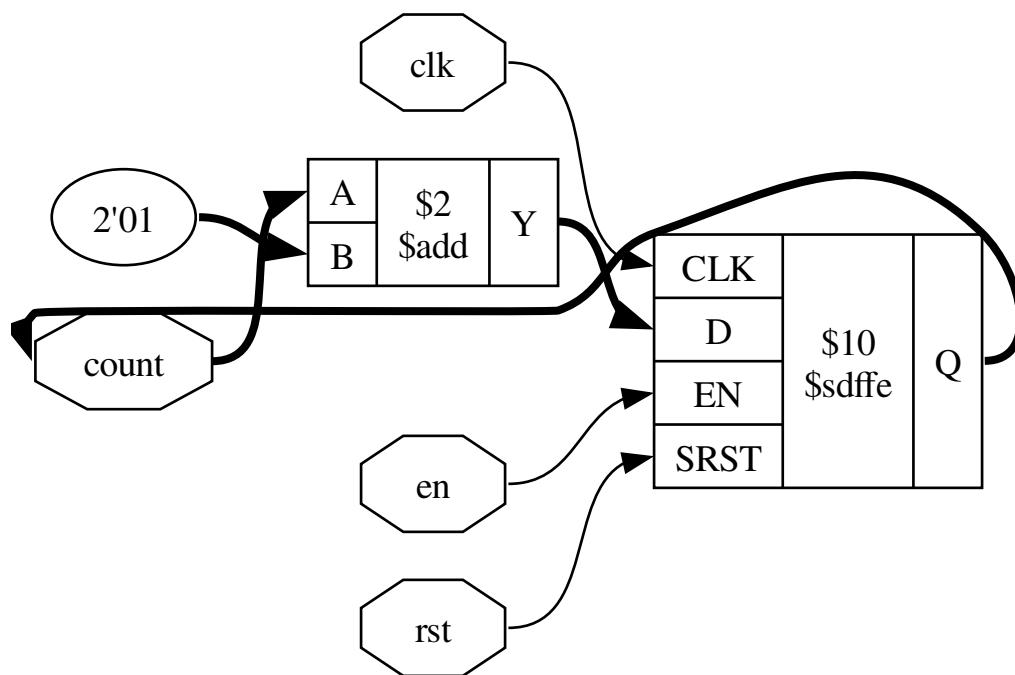 clk
2'01
A
B
$2
$add
Y
count
CLK
D
EN
SRST
$10
$sdffe
Q
en
rst